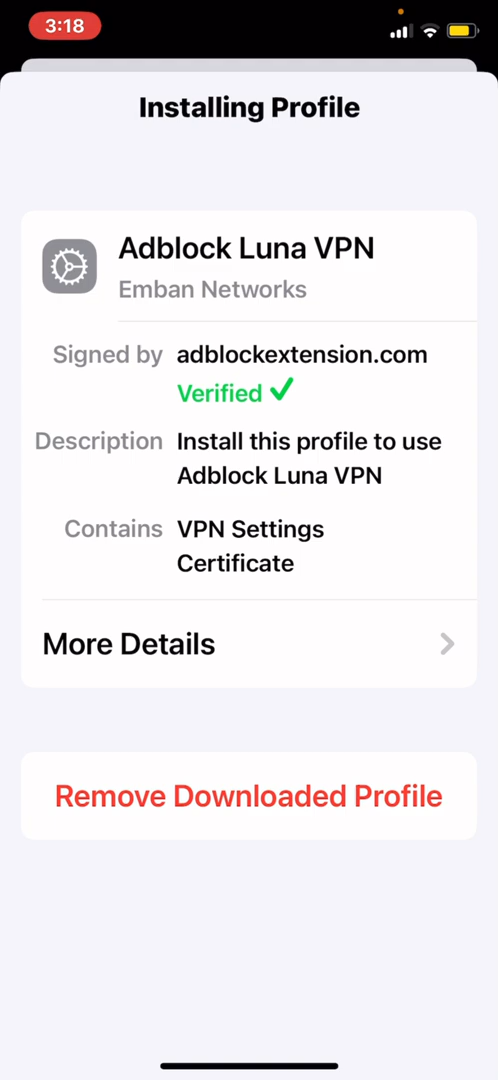 3:18
Installing Profile
Adblock Luna VPN
Emban Networks
Signed by adblockextension.com
Verified ✓
Description Install this profile to use
Adblock Luna VPN
Contains VPN Settings
Certificate
More Details
Remove Downloaded Profile